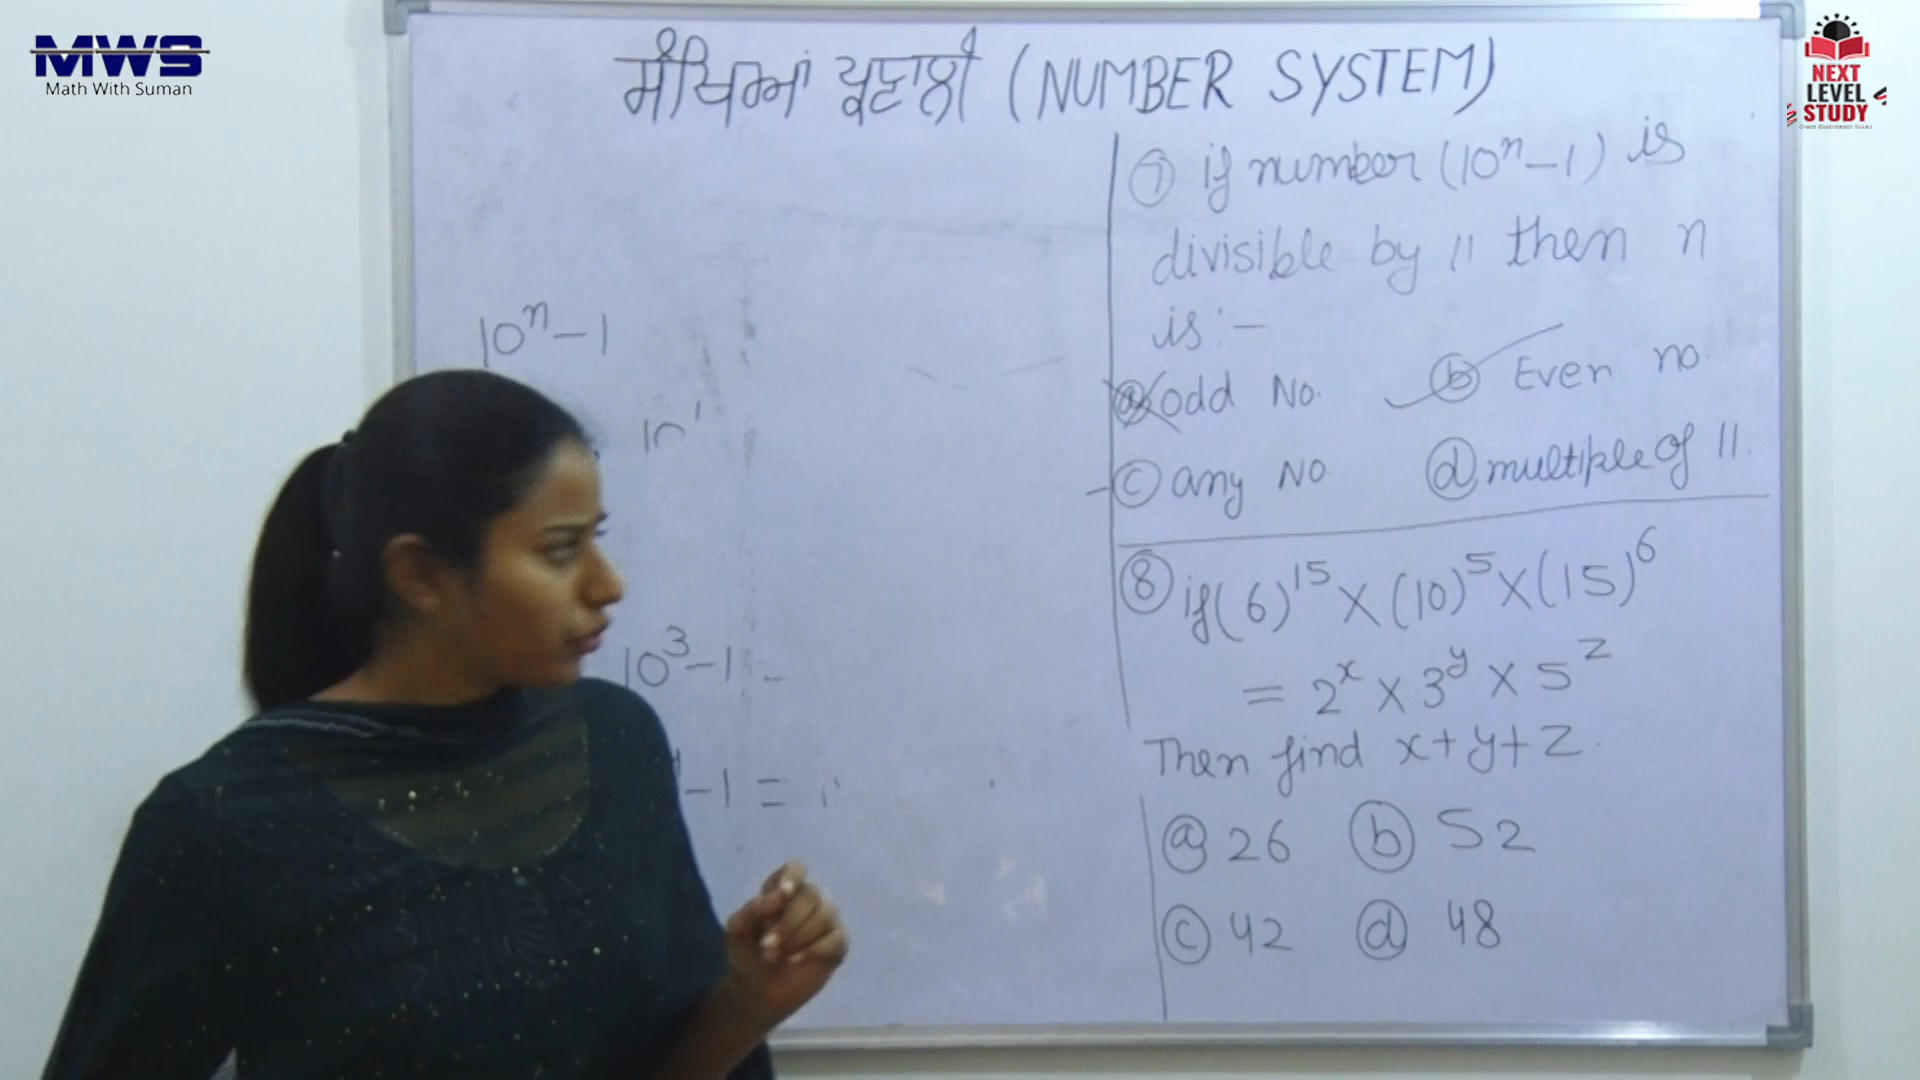 MWS
Math With Suman
NEXT
LEVEL
STUDY
ਸੰਖਿਆਂ ਪ੍ਰਣਾਲੀ (NUMBER SYSTEM)
10ⁿ-1
10³-1 -
-1 =
⑦ if number (10ⁿ-1) is
divisible by 11 then n
is:-
ⓐ odd No. ⓑ Even no.
ⓒ any No ⓓ multiple of 11.
⑧ if (6)¹⁵ × (10)⁵ × (15)⁶
= 2ˣ × 3ʸ × 5ᶻ
Then find x+y+z.
ⓐ 26 ⓑ 52
ⓒ 42 ⓓ 48